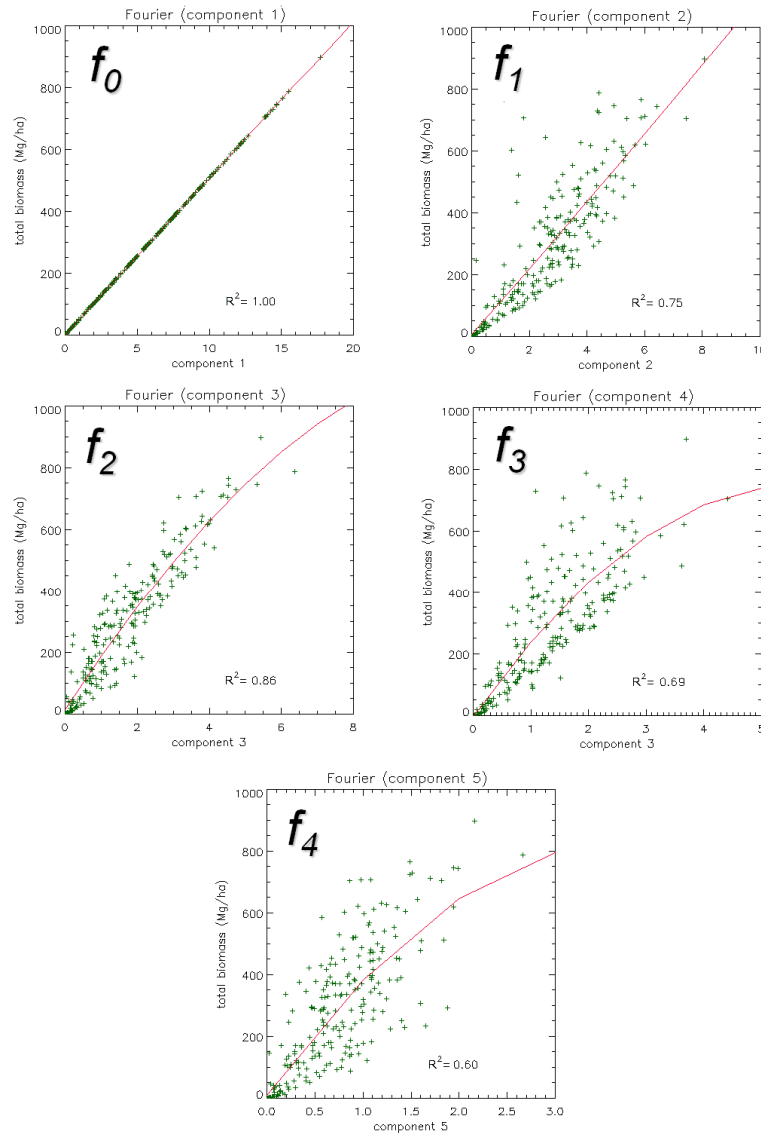 Fourier (component 1)
f0
total biomass (Mg/ha)
1000
800
600
400
200
0
R2= 1.00
0 5 10 15 20
component 1
Fourier (component 2)
f1
total biomass (Mg/ha)
1000
800
600
400
200
0
R2= 0.75
0 2 4 6 8 10
component 2
Fourier (component 3)
f2
total biomass (Mg/ha)
1000
800
600
400
200
0
R2= 0.86
0 2 4 6 8
component 3
Fourier (component 4)
f3
total biomass (Mg/ha)
1000
800
600
400
200
0
R2= 0.69
0 1 2 3 4 5
component 3
Fourier (component 5)
f4
total biomass (Mg/ha)
1000
800
600
400
200
0
R2= 0.60
0.0 0.5 1.0 1.5 2.0 2.5 3.0
component 5